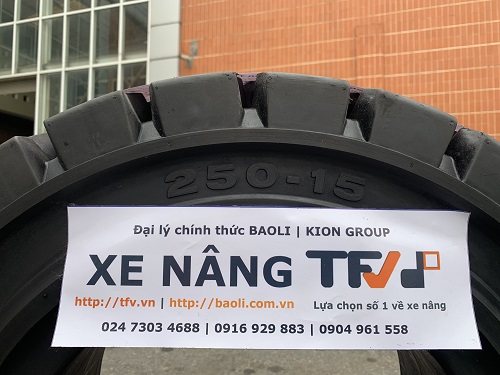 250-15
Đại lý chính thức BAOLI | KION GROUP
XE NÂNG TFVđ
http://tfv.vn | http://baoli.com.vn Lựa chọn số 1 về xe nâng
024 7303 4688 | 0916 929 883 | 0904 961 558